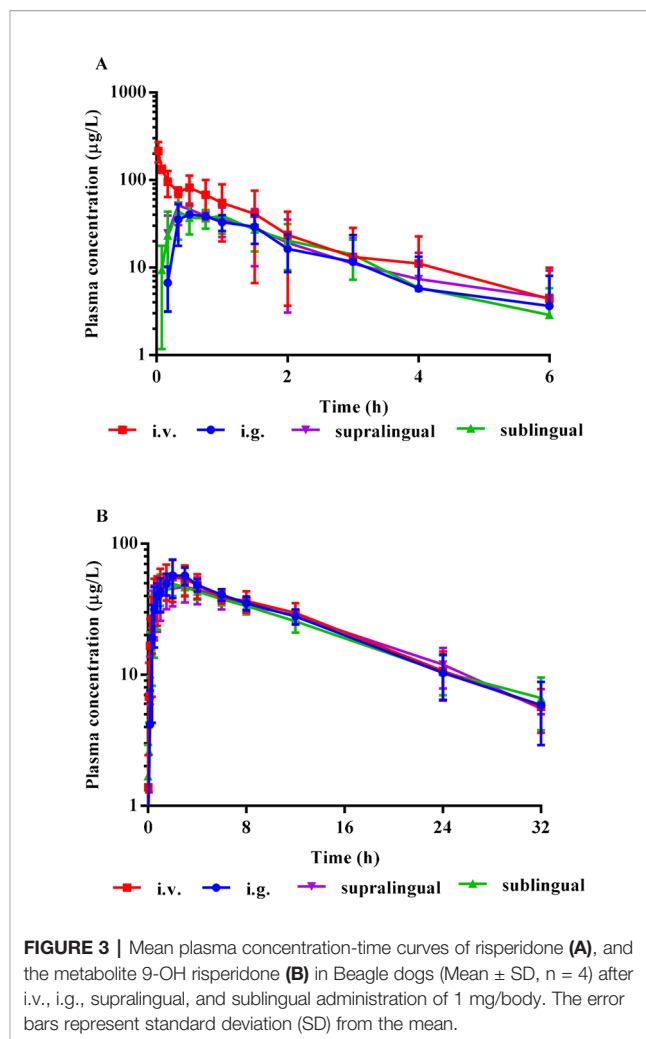 A
Plasma concentration (µg/L)
1000
100
10
1
0
2
4
6
Time (h)
i.v. i.g. supralingual sublingual
B
Plasma concentration (µg/L)
100
10
1
0
8
16
24
32
Time (h)
i.v. i.g. supralingual sublingual
FIGURE 3 | Mean plasma concentration-time curves of risperidone (A), and
the metabolite 9-OH risperidone (B) in Beagle dogs (Mean ± SD, n = 4) after
i.v., i.g., supralingual, and sublingual administration of 1 mg/body. The error
bars represent standard deviation (SD) from the mean.